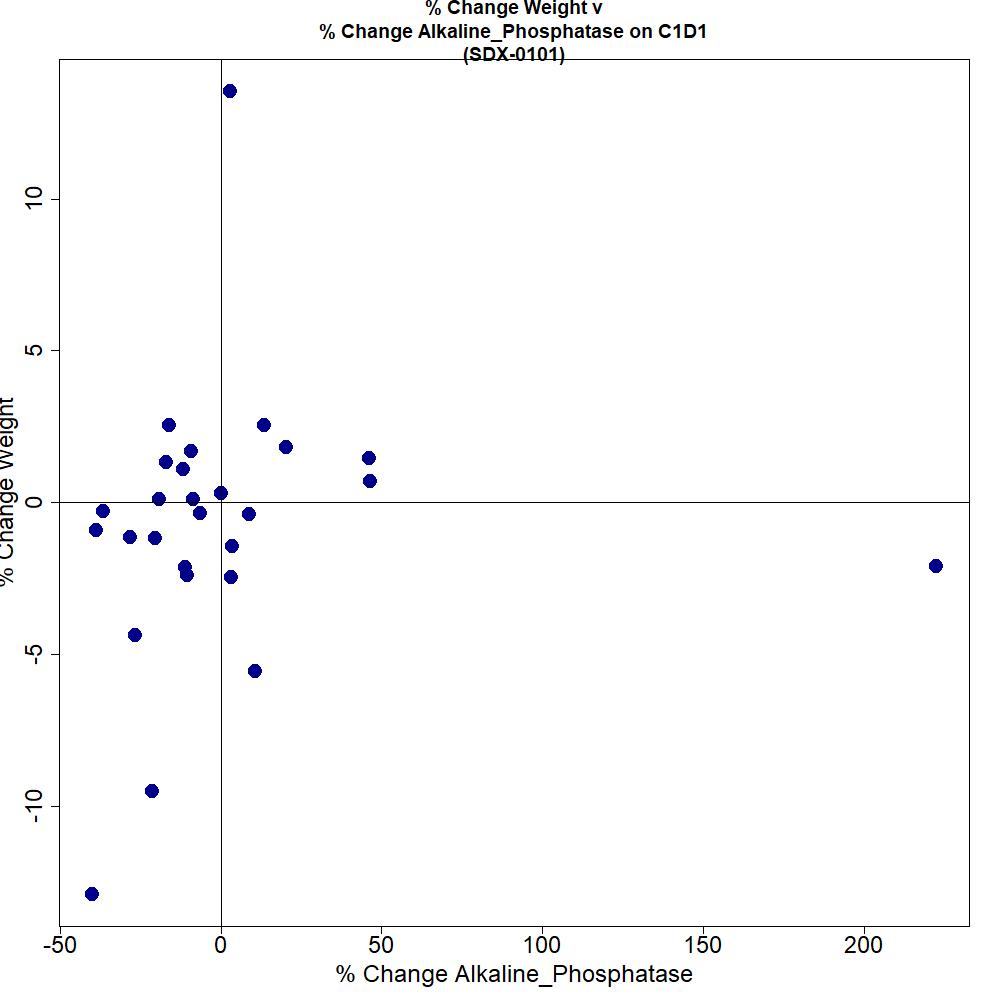 % Change Weight v
% Change Alkaline_Phosphatase on C1D1
(SDX-0101)
10
5
0
-5
-10
% Change Weight
-50
0
50
100
150
200
% Change Alkaline_Phosphatase